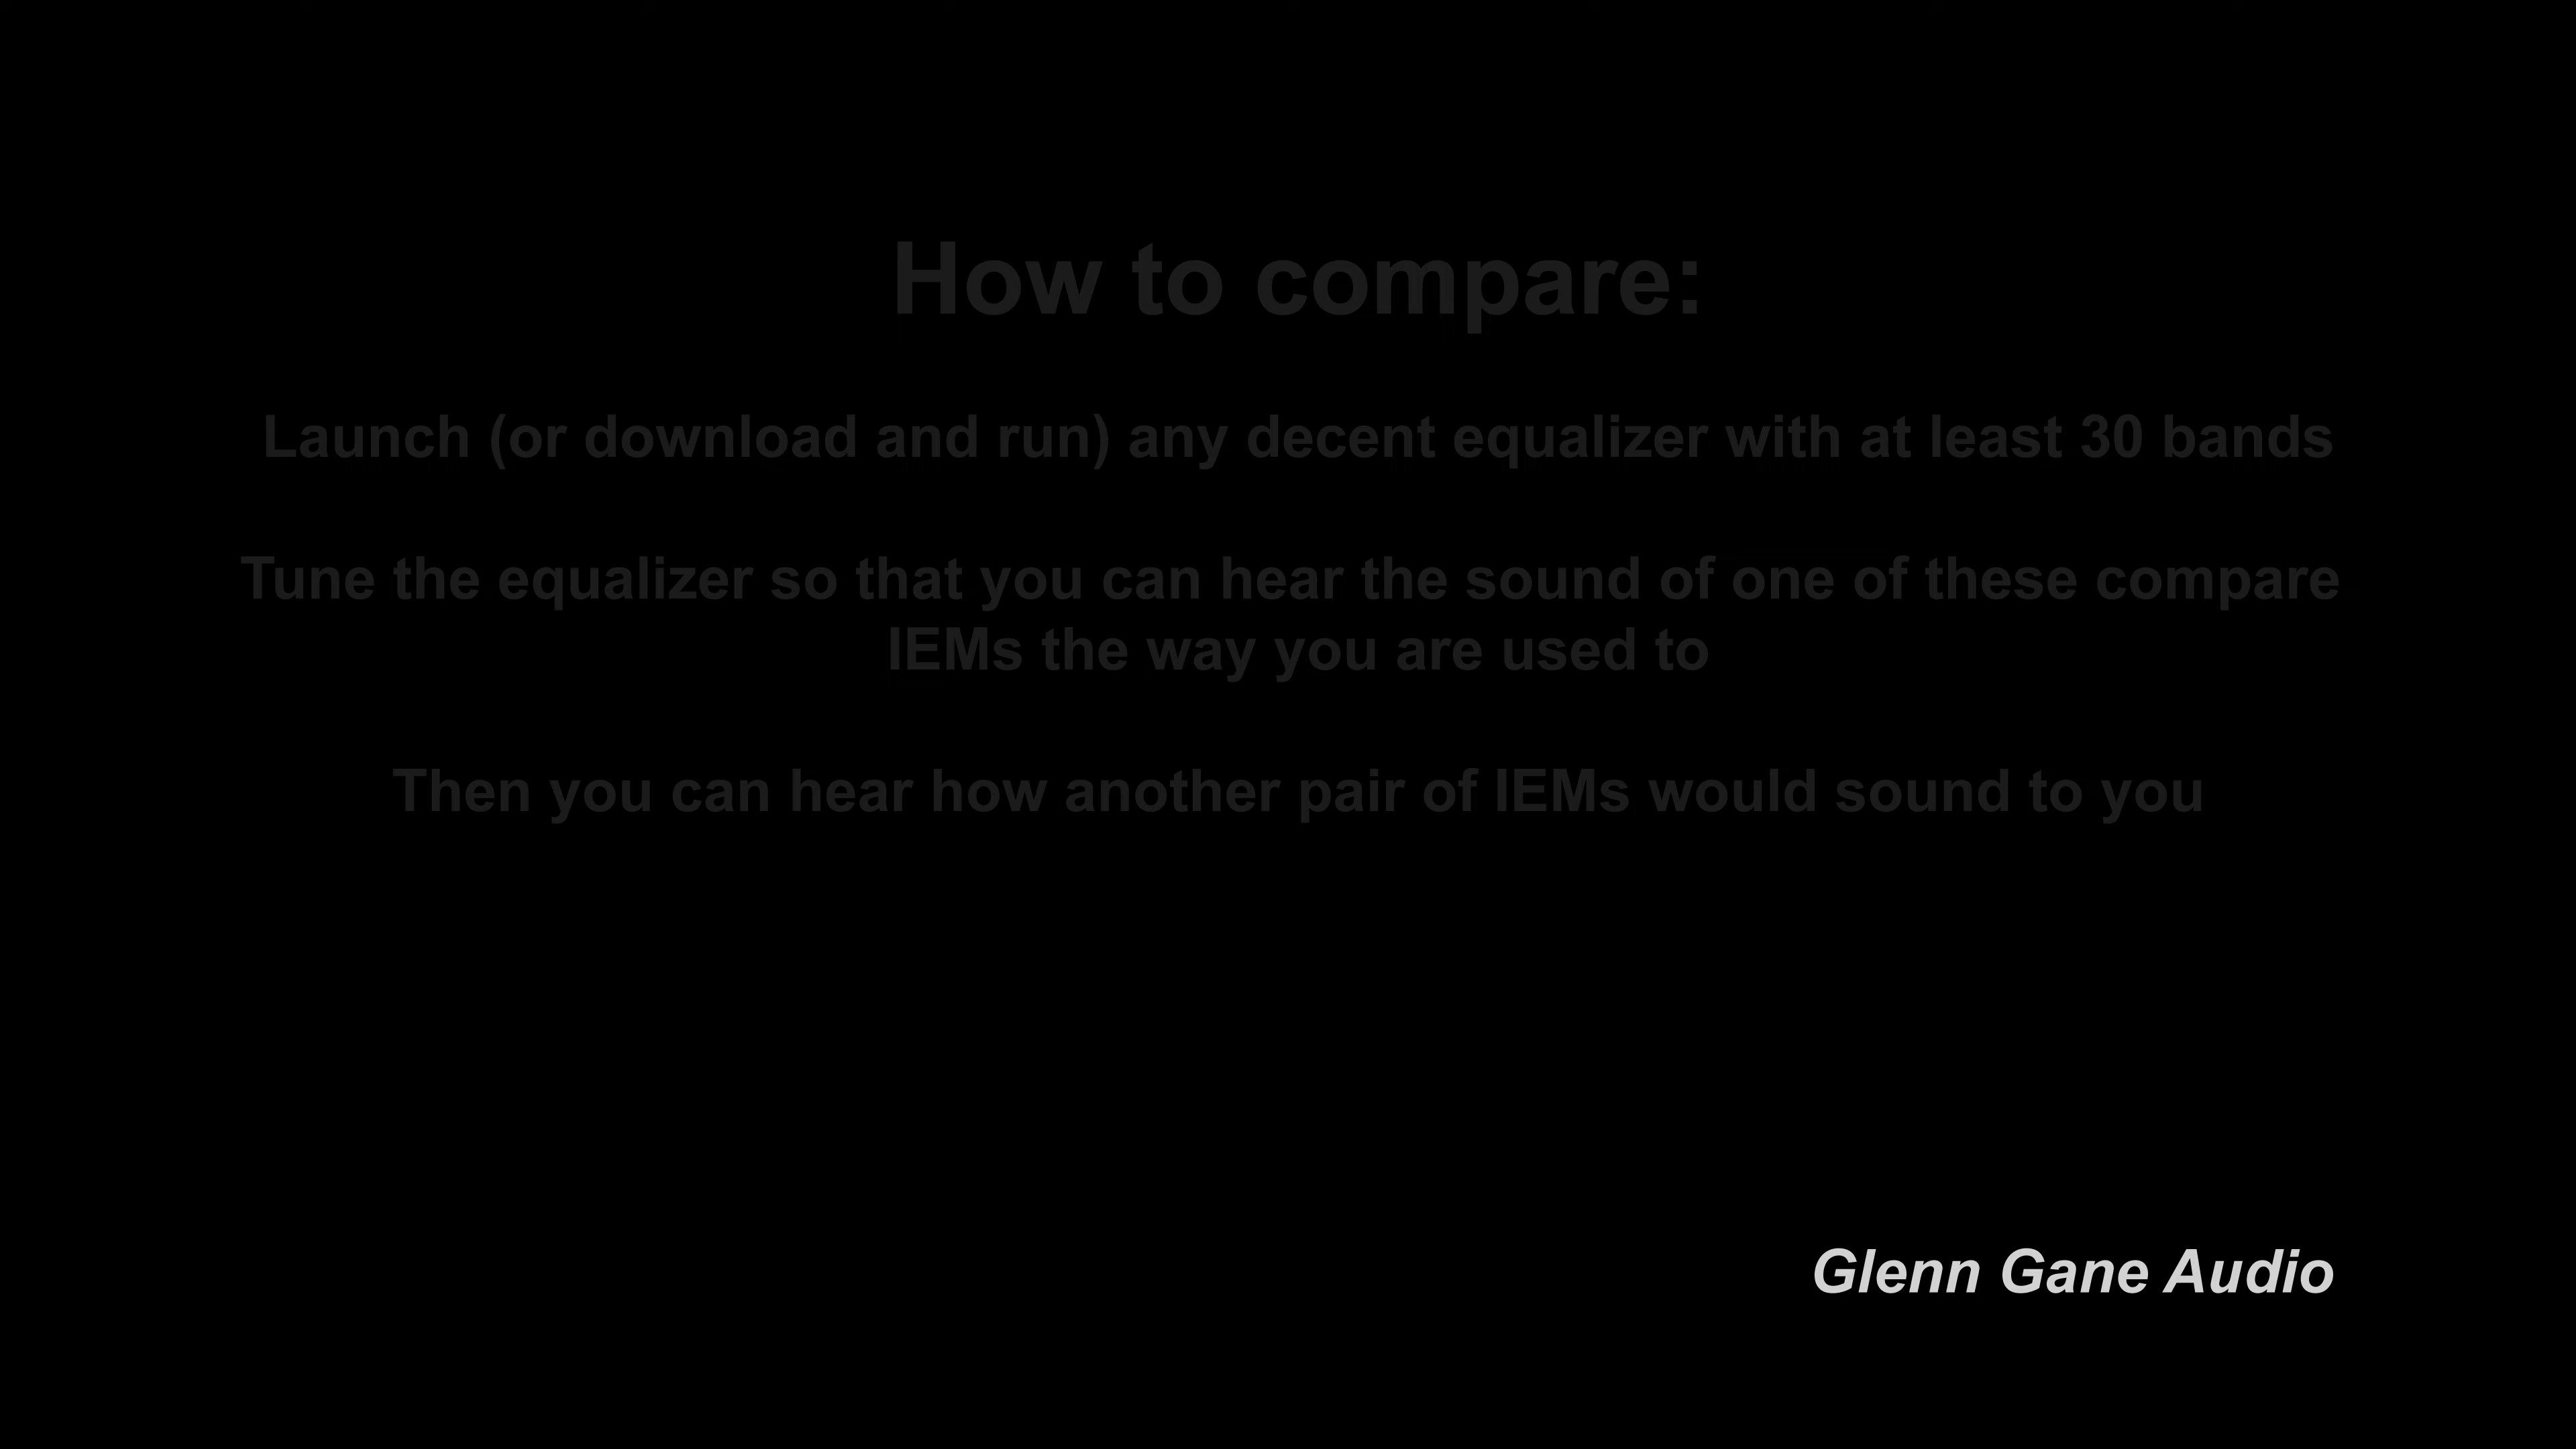 How to compare:
Launch (or download and run) any decent equalizer with at least 30 bands
Tune the equalizer so that you can hear the sound of one of these compare
IEMs the way you are used to
Then you can hear how another pair of IEMs would sound to you
Glenn Gane Audio